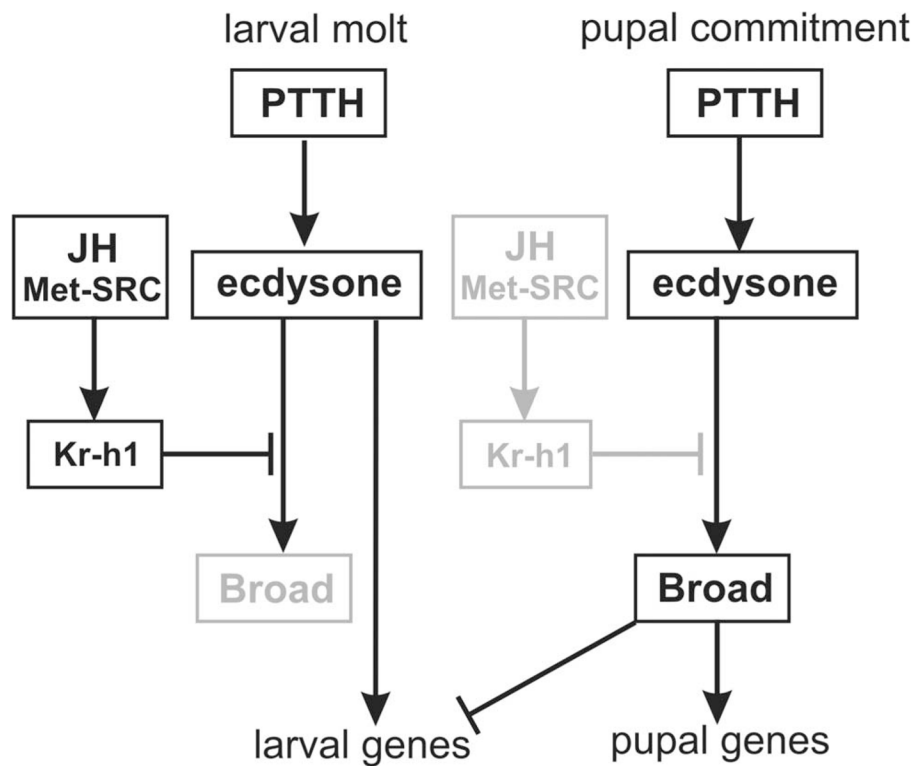 larval molt
pupal commitment
PTTH
PTTH
JH
Met-SRC
ecdysone
JH
Met-SRC
ecdysone
Kr-h1
Kr-h1
Broad
Broad
larval genes
pupal genes